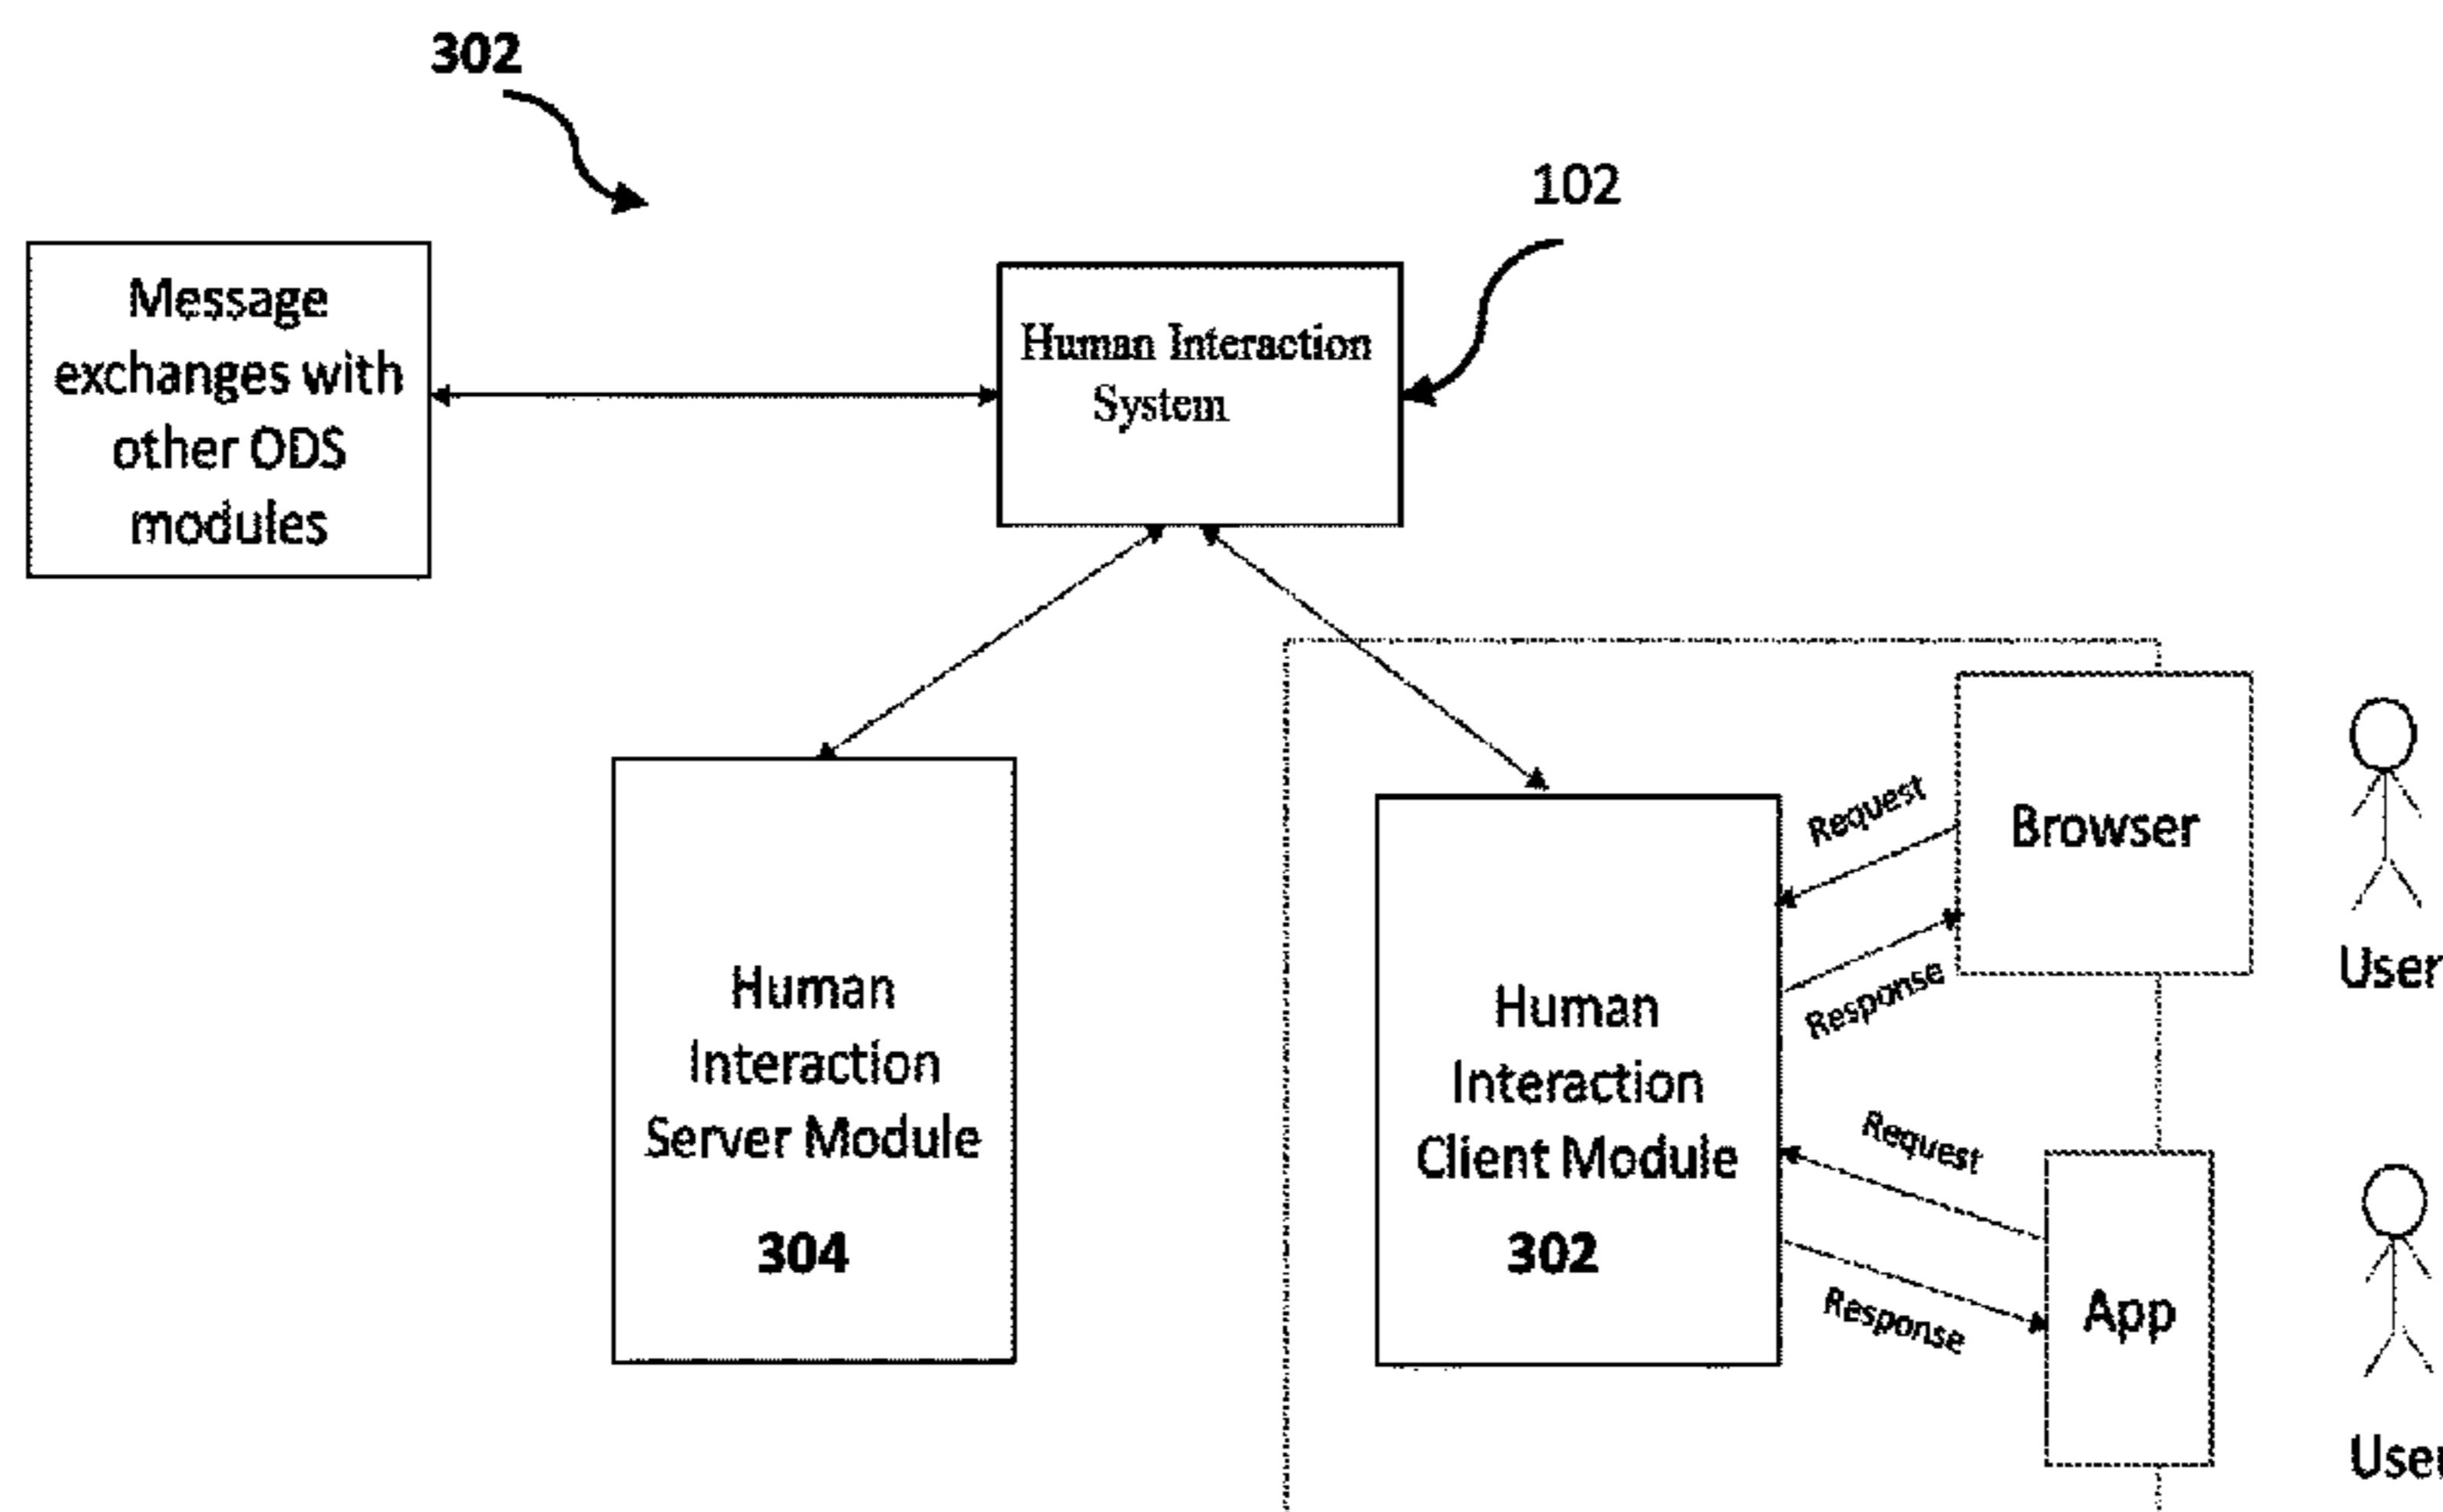 302
102
Message
exchanges with
other ODS
modules
Human Interaction
System
Request
Browser
Response
User
Human
Interaction
Server Module
304
Human
Interaction
Client Module
302
Request
Response
App
User